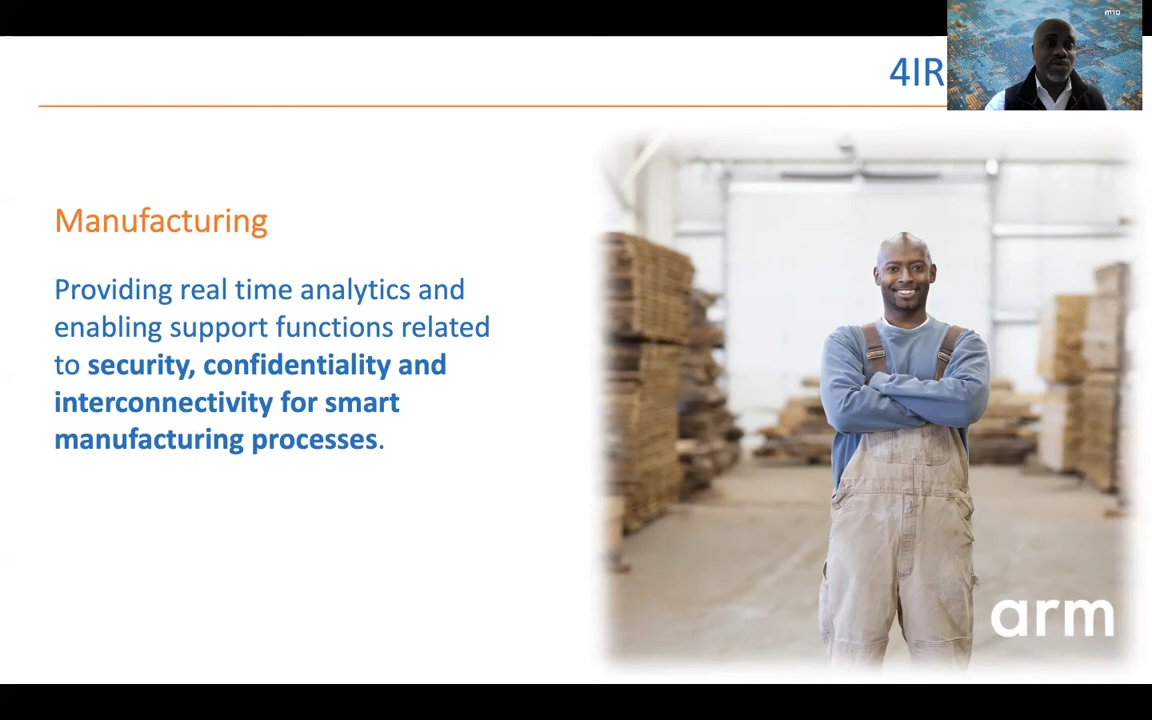 m10
4IR
Manufacturing
Providing real time analytics and
enabling support functions related
to security, confidentiality and
interconnectivity for smart
manufacturing processes.
arm